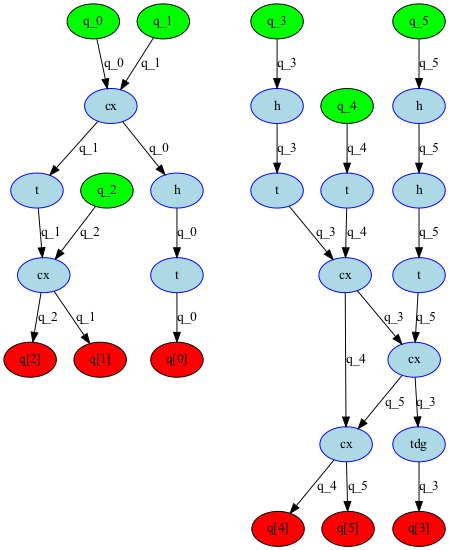 q_0 q_1 q_3 q_5
q_0 q_1 q_3 q_5
cx h q_4 h
q_1 q_0 q_3 q_4 q_5
t q_2 h t t h
q_1 q_2 q_0 q_3 q_4 q_5
cx t cx t
q_2 q_1 q_0 q_3 q_5
q[2] q[1] q[0] q_4 cx
q_5 q_3
cx tdg
q_4 q_5 q_3
q[4] q[5] q[3]